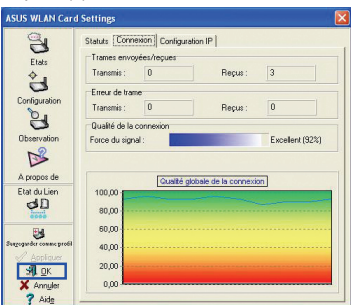 ASUS WLAN Card Settings
Etats
Configuration
Observation
A propos de
Etat du Lien
Sauvegarder comme profil
Appliquer
OK
Annuler
Aide
Statuts Connexion Configuration IP
Trames envoyées/reçues
Transmis : 0 Reçus : 3
Erreur de trame
Transmis : 0 Reçus : 0
Qualité de la connexion
Force du signal : Excellent (92%)
Qualité globale de la connexion
100,00
80,00
60,00
40,00
20,00
0,00